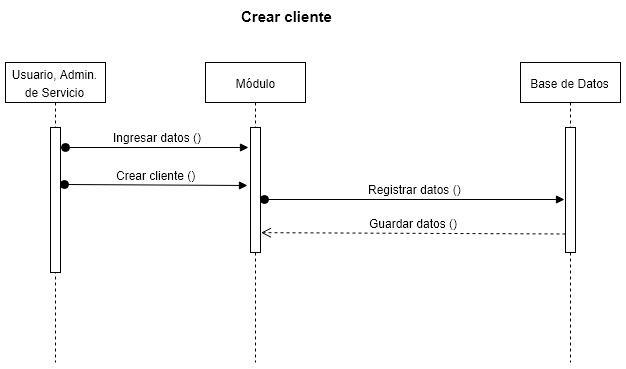 Crear cliente
Usuario, Admin.
de Servicio
Módulo
Base de Datos
Ingresar datos ()
Crear cliente ()
Registrar datos ()
Guardar datos ()